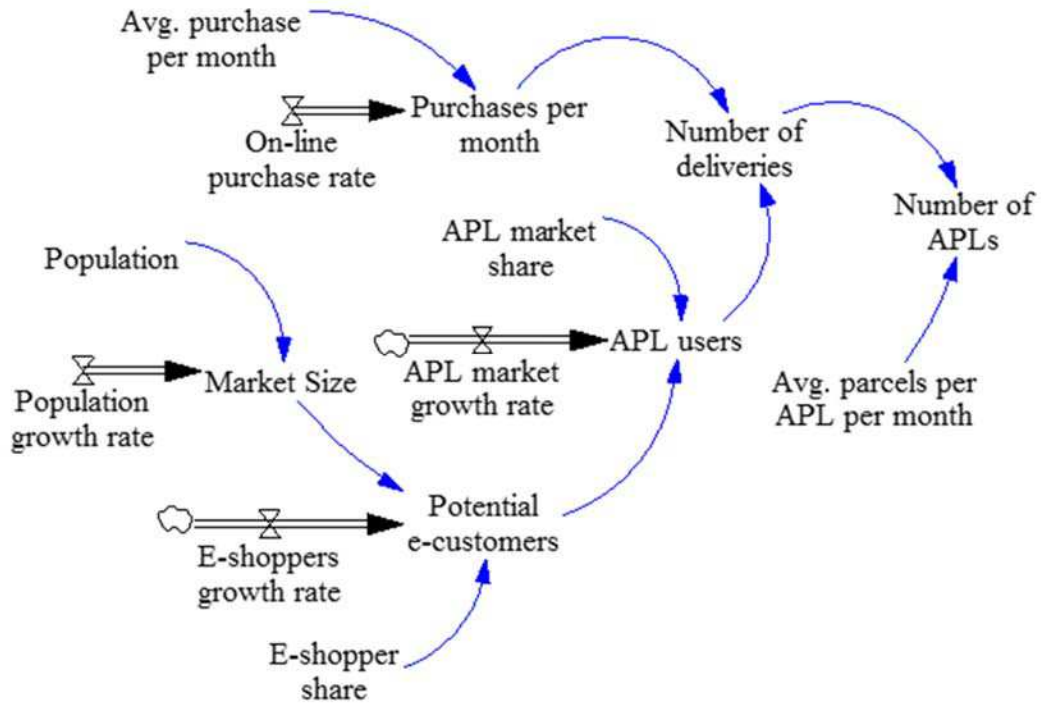 Avg. purchase
per month
Purchases per
month
On-line
purchase rate
Number of
deliveries
Number of
APLs
APL market
share
Population
APL users
Market Size
APL market
growth rate
Population
growth rate
Avg. parcels per
APL per month
Potential
e-customers
E-shoppers
growth rate
E-shopper
share